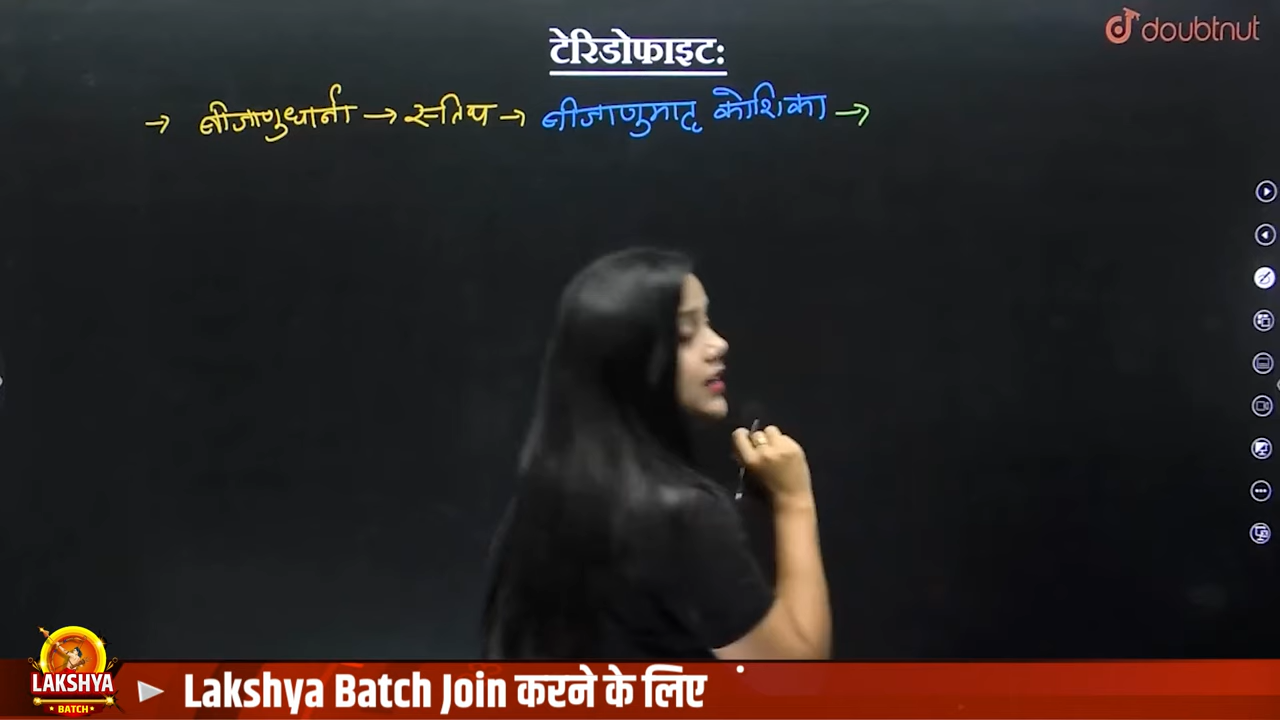 doubtnut
टेरिडोफाइटः
→ बीजाणुधानी → स्तिथ → बीजाणुमातृ कोशिका →
LAKSHYA
BATCH
Lakshya Batch Join करने के लिए